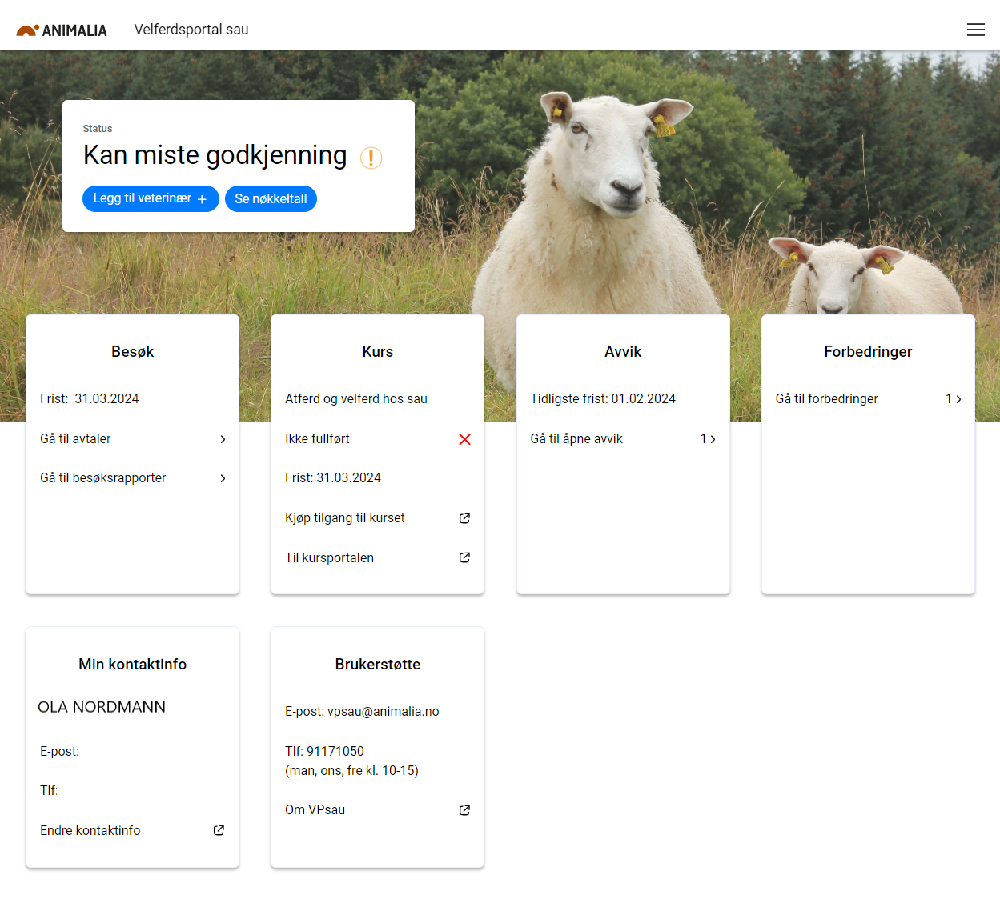 ANIMALIA Velferdsportal sau
Status
Kan miste godkjenning
Legg til veterinær + Se nøkkeltall
Besøk
Frist: 31.03.2024
Gå til avtaler
Gå til besøksrapporter
Kurs
Atferd og velferd hos sau
Ikke fullført
Frist: 31.03.2024
Kjøp tilgang til kurset
Til kursportalen
Avvik
Tidligste frist: 01.02.2024
Gå til åpne avvik 1
Forbedringer
Gå til forbedringer 1
Min kontaktinfo
OLA NORDMANN
E-post:
Tlf:
Endre kontaktinfo
Brukerstøtte
E-post: vpsau@animalia.no
Tlf: 91171050
(man, ons, fre kl. 10-15)
Om VPsau